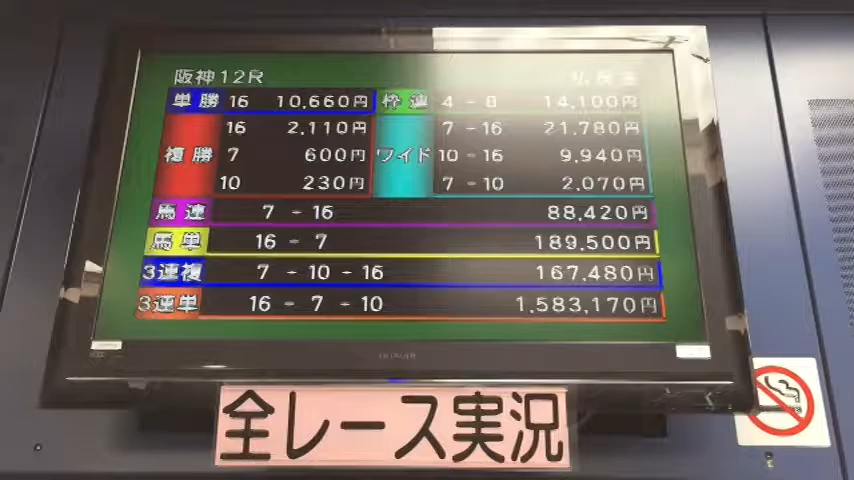 阪神12R 払戻金
単勝 16 10,660円 枠連 4 - 8 14,100円
16 2,110円 7 - 16 21,780円
複勝 7 600円 ワイド 10 - 16 9,940円
10 230円 7 - 10 2,070円
馬連 7 - 16 88,420円
馬単 16 - 7 189,500円
3連複 7 - 10 - 16 167,480円
3連単 16 - 7 - 10 1,583,170円
HITACHI
全レース実況